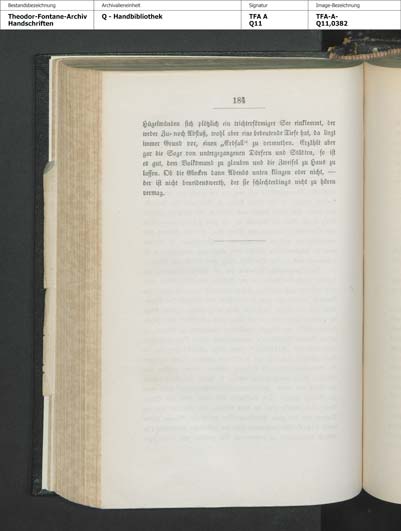 Bestandsbezeichnung
Archivalieneinheit
Signatur
Image-Bezeichnung
Theodor-Fontane-Archiv
Handschriften
Q - Handbibliothek
TFA A
Q11
TFA-A-
Q11,0382
184
Hügelwänden sich plötzlich ein trichterförmiger See einklemmt, der
weder Zu- noch Abfluß, wohl aber eine bedeutende Tiefe hat, da liegt
immer Grund vor, einen „Erdfall“ zu vermuthen. Erzählt aber
gar die Sage von untergegangenen Dörfern und Städten, so ist
es gut, dem Volksmund zu glauben und die Zweifel zu Haus zu
lassen. Ob die Glocken dann Abends unten klingen oder nicht, —
der ist nicht beneidenswerth, der sie schlechterdings nicht zu hören
vermag.